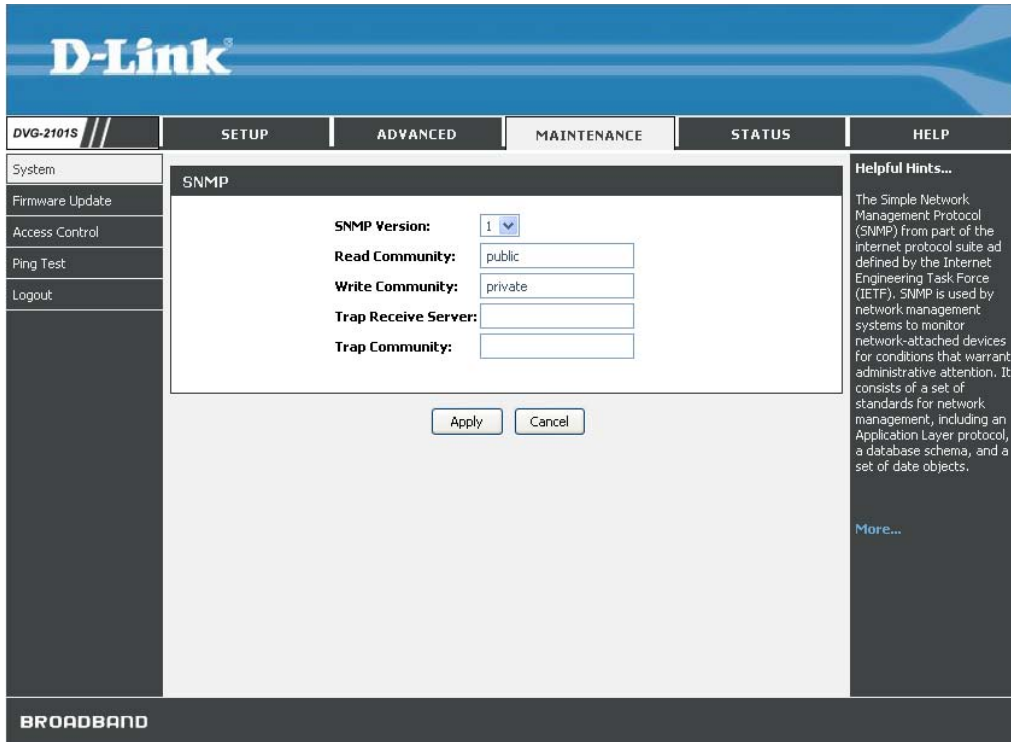 D-Link®
DVG-2101S
SETUP
ADVANCED
MAINTENANCE
STATUS
HELP
System
Firmware Update
Access Control
Ping Test
Logout
SNMP
SNMP Version: 1
Read Community: public
Write Community: private
Trap Receive Server:
Trap Community:
Apply
Cancel
Helpful Hints...
The Simple Network
Management Protocol
(SNMP) from part of the
internet protocol suite ad
defined by the Internet
Engineering Task Force
(IETF). SNMP is used by
network management
systems to monitor
network-attached devices
for conditions that warrant
administrative attention. It
consists of a set of
standards for network
management, including an
Application Layer protocol,
a database schema, and a
set of date objects.
More...
BROADBAND